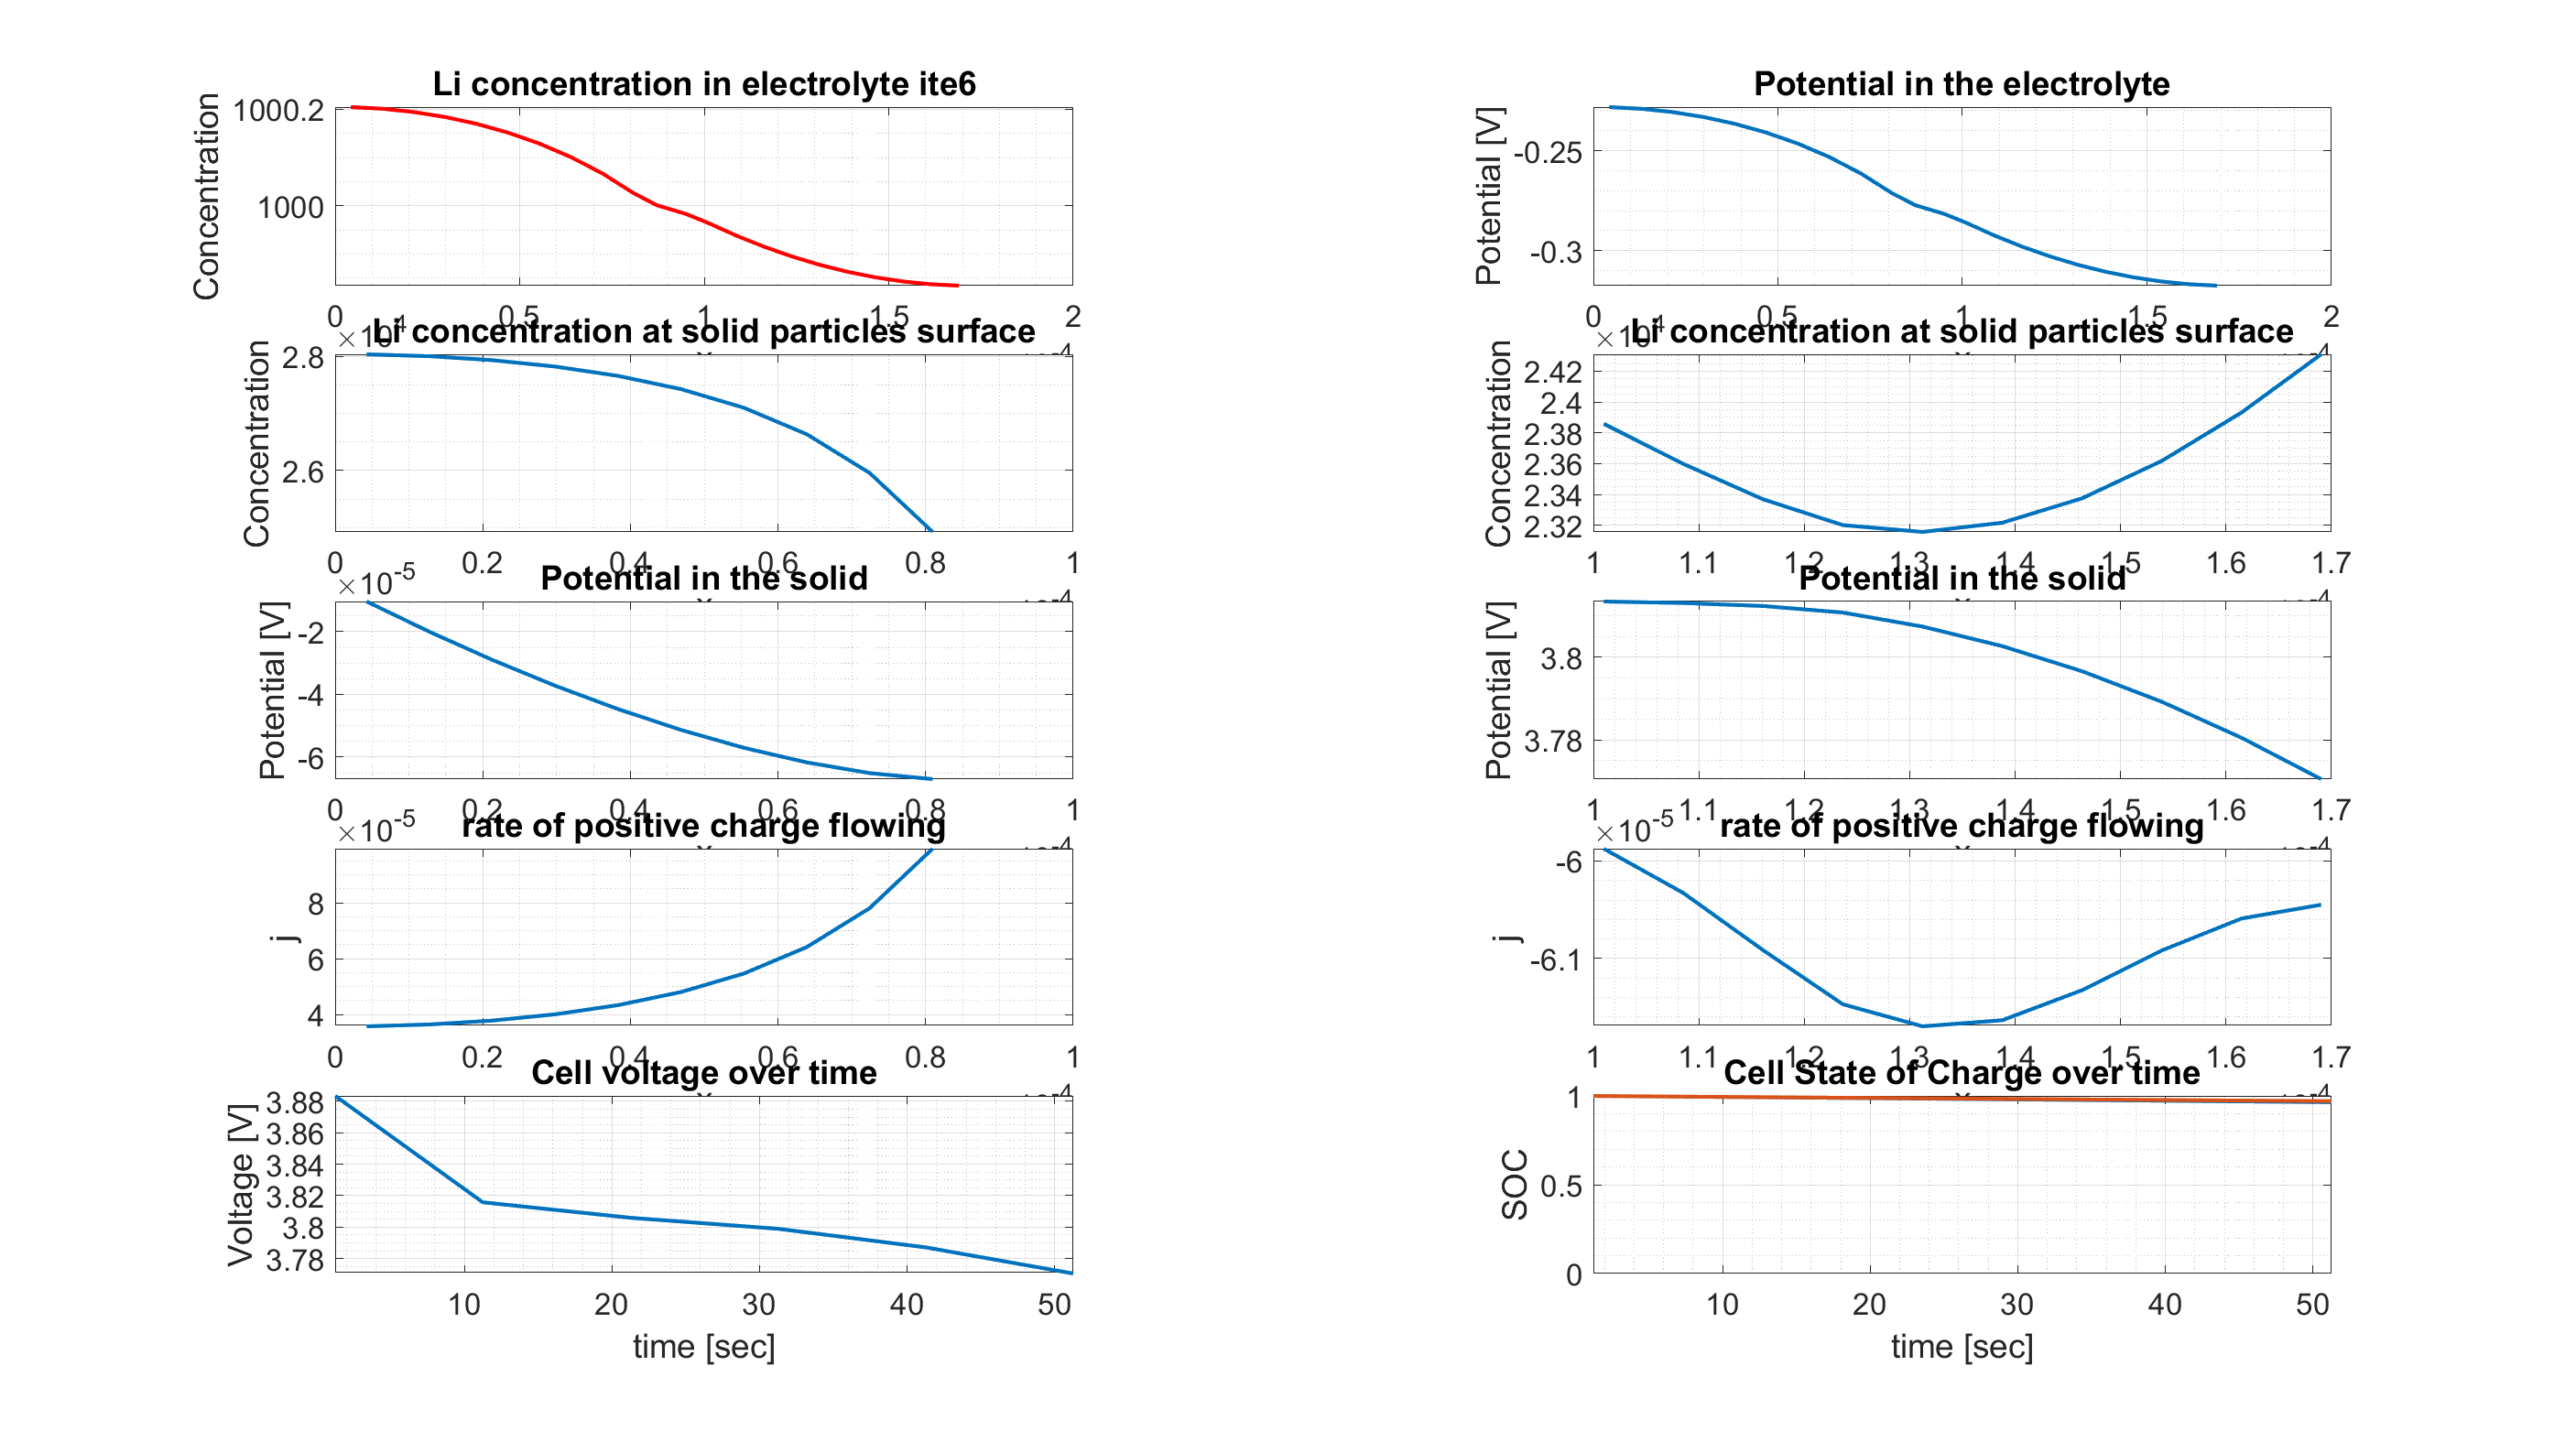 Li concentration in electrolyte ite6
Concentration
1000.2
1000
0 0.5 1 1.5 2
Potential in the electrolyte
Potential [V]
-0.25
-0.3
0 0.5 1 1.5 2
Li concentration at solid particles surface
×10^4
Concentration
2.8
2.6
0 0.2 0.4 0.6 0.8 1
Li concentration at solid particles surface
×10^4
Concentration
2.42
2.4
2.38
2.36
2.34
2.32
1 1.1 1.2 1.3 1.4 1.5 1.6 1.7
Potential in the solid
×10^-5
Potential [V]
-2
-4
-6
0 0.2 0.4 0.6 0.8 1
Potential in the solid
Potential [V]
3.8
3.78
1 1.1 1.2 1.3 1.4 1.5 1.6 1.7
rate of positive charge flowing
×10^-5
j
8
6
4
0 0.2 0.4 0.6 0.8 1
rate of positive charge flowing
×10^-5
j
-6
-6.1
1 1.1 1.2 1.3 1.4 1.5 1.6 1.7
Cell voltage over time
Voltage [V]
3.88
3.86
3.84
3.82
3.8
3.78
10 20 30 40 50
time [sec]
Cell State of Charge over time
SOC
1
0.5
0
10 20 30 40 50
time [sec]